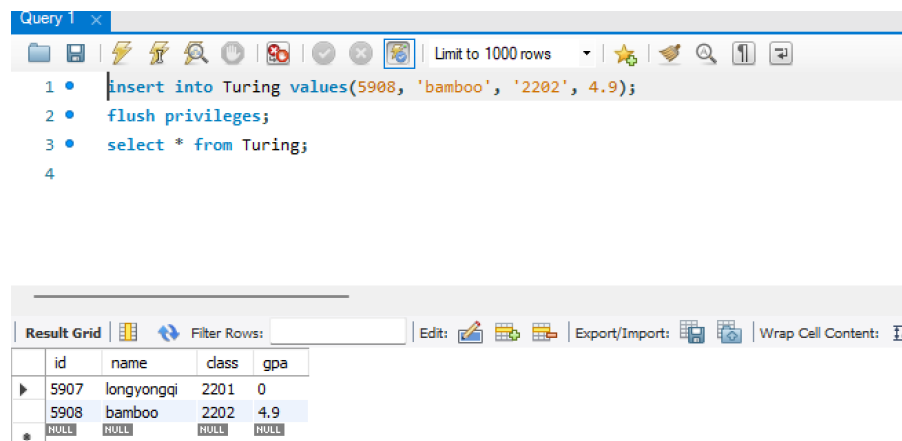 Query 1
Limit to 1000 rows
1 insert into Turing values(5908, 'bamboo', '2202', 4.9);
2 flush privileges;
3 select * from Turing;
4
Result Grid Filter Rows: Edit: Export/Import: Wrap Cell Content:
id name class gpa
5907 longyongqi 2201 0
5908 bamboo 2202 4.9
NULL NULL NULL NULL